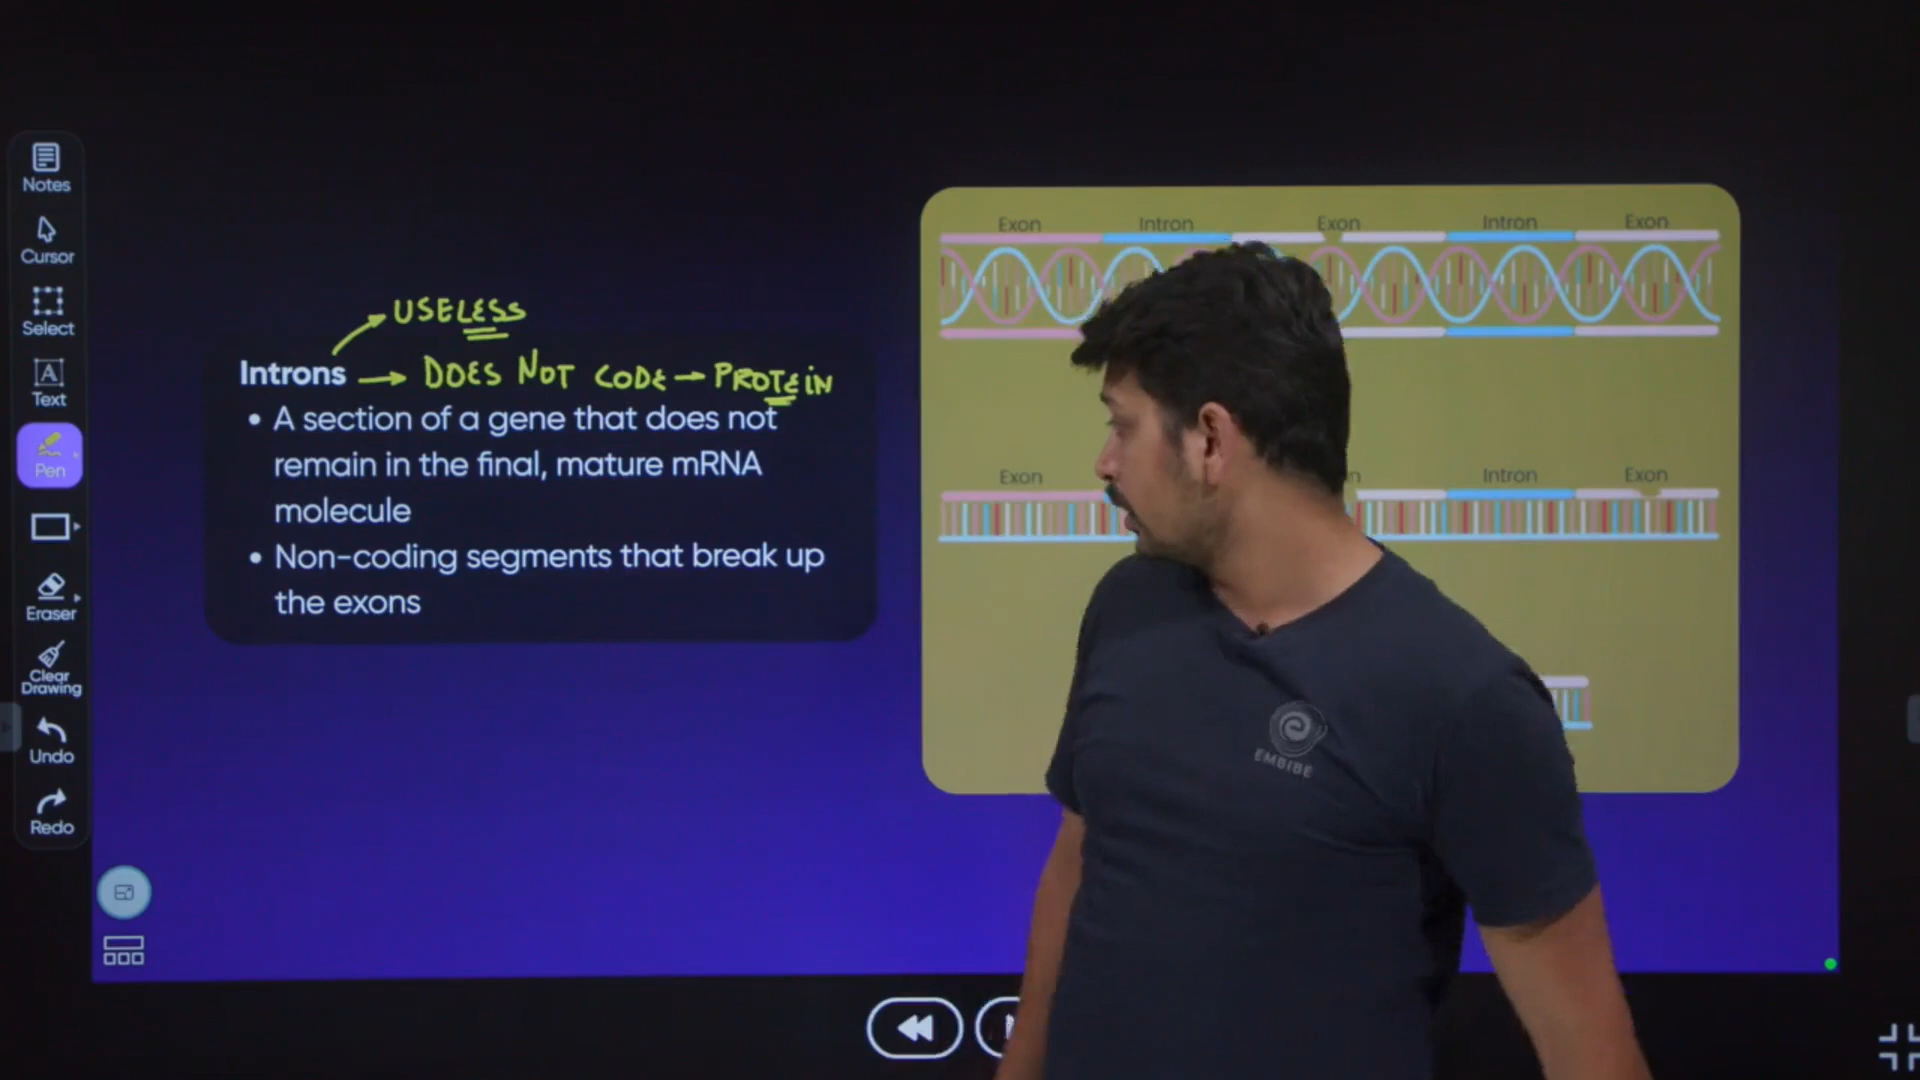 Notes
Cursor
Select
Text
Pen
Eraser
Clear
Drawing
Undo
Redo
USELESS
Introns → DOES NOT CODE → PROTEIN
• A section of a gene that does not
remain in the final, mature mRNA
molecule
• Non-coding segments that break up
the exons
Exon Intron Exon Intron Exon
Exon Intron Exon
EMBIBE